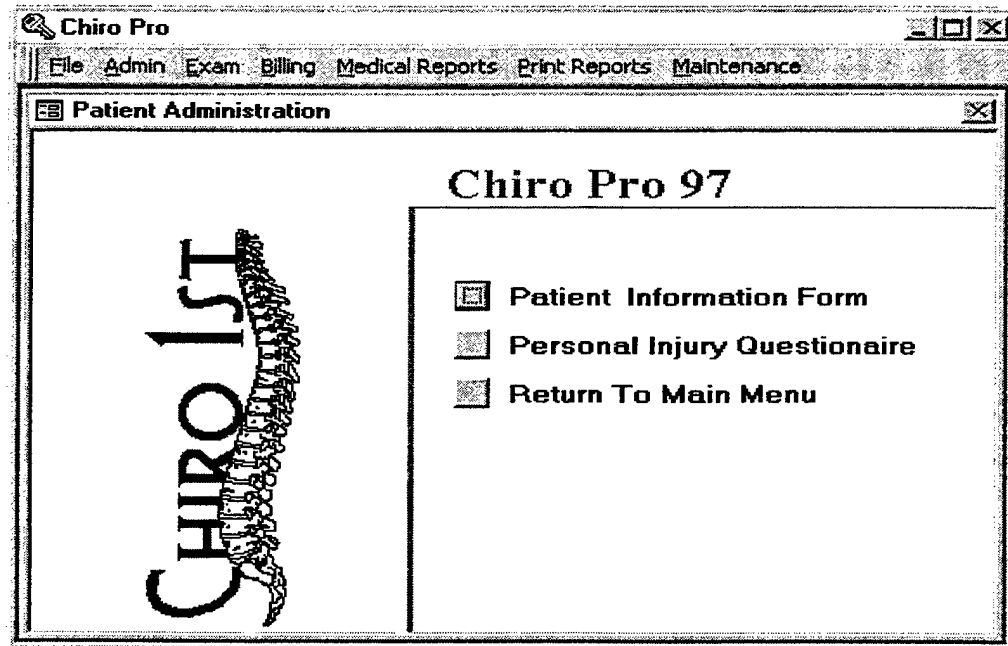 Chiro Pro
File Admin Exam Billing Medical Reports Print Reports Maintenance
Patient Administration
Chiro Pro 97
CHIRO 1ST
Patient Information Form
Personal Injury Questionaire
Return To Main Menu